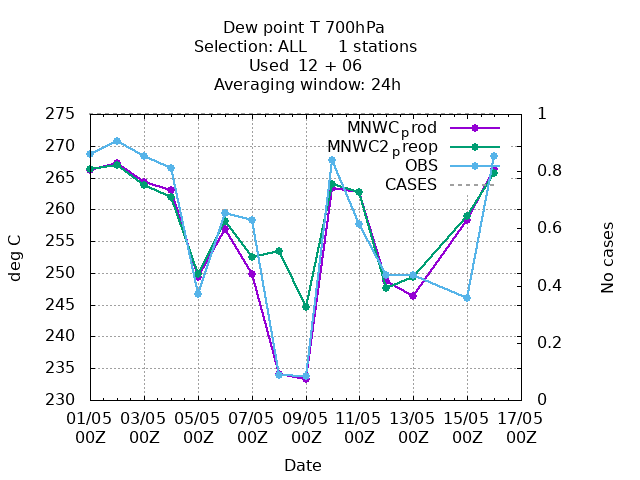 Dew point T 700hPa
Selection: ALL      1 stations
Used  12 + 06
Averaging window: 24h
275
270
265
260
255
250
245
240
235
230
deg C
1
0.8
0.6
0.4
0.2
0
No cases
MNWCprod
MNWC2preop
OBS
CASES
01/05 03/05 05/05 07/05 09/05 11/05 13/05 15/05 17/05
00Z 00Z 00Z 00Z 00Z 00Z 00Z 00Z 00Z
Date